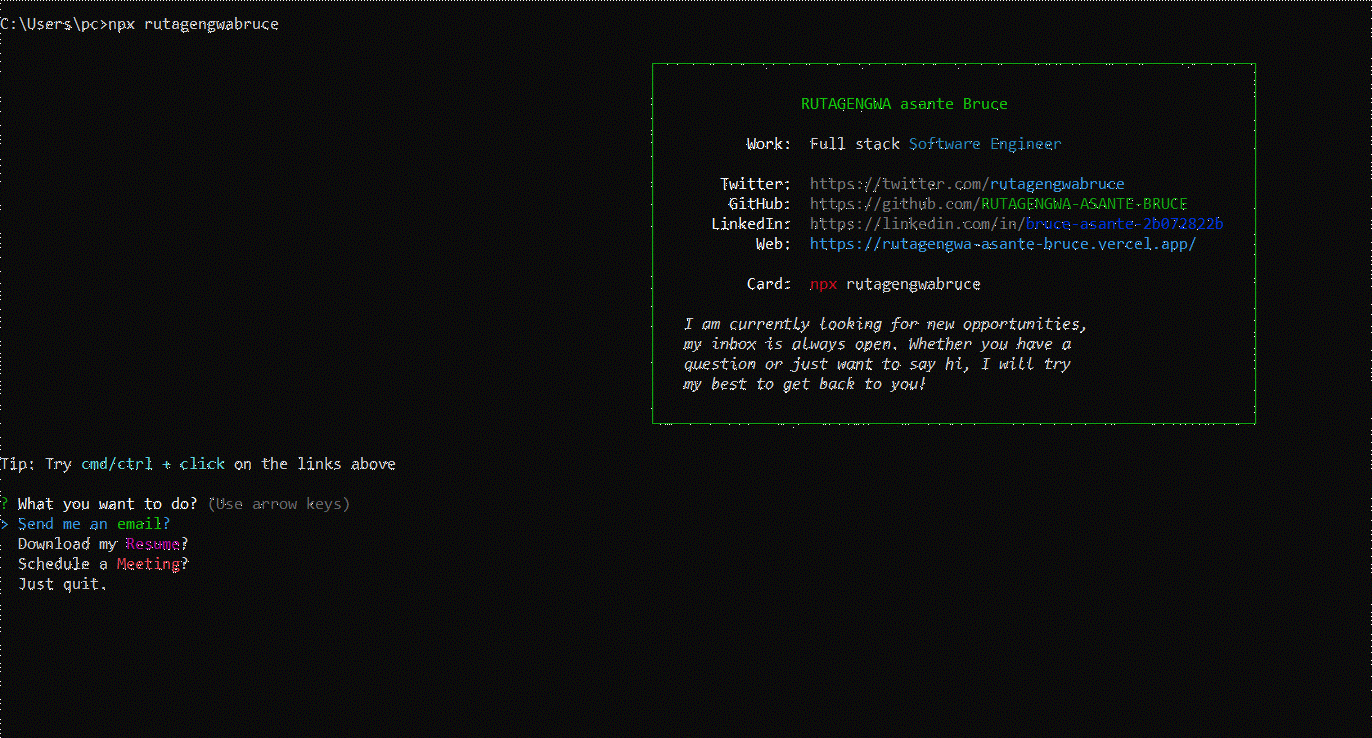 C:\Users\pc>npx rutagengwabruce
RUTAGENGWA asante Bruce
Work: Full stack Software Engineer
Twitter: https://twitter.com/rutagengwabruce
GitHub: https://github.com/RUTAGENGWA-ASANTE-BRUCE
LinkedIn: https://linkedin.com/in/bruce-asante-2b072822b
Web: https://rutagengwa-asante-bruce.vercel.app/
Card: npx rutagengwabruce
I am currently looking for new opportunities,
my inbox is always open. Whether you have a
question or just want to say hi, I will try
my best to get back to you!
Tip: Try cmd/ctrl + click on the links above
? What you want to do? (Use arrow keys)
> Send me an email?
Download my Resume?
Schedule a Meeting?
Just quit.